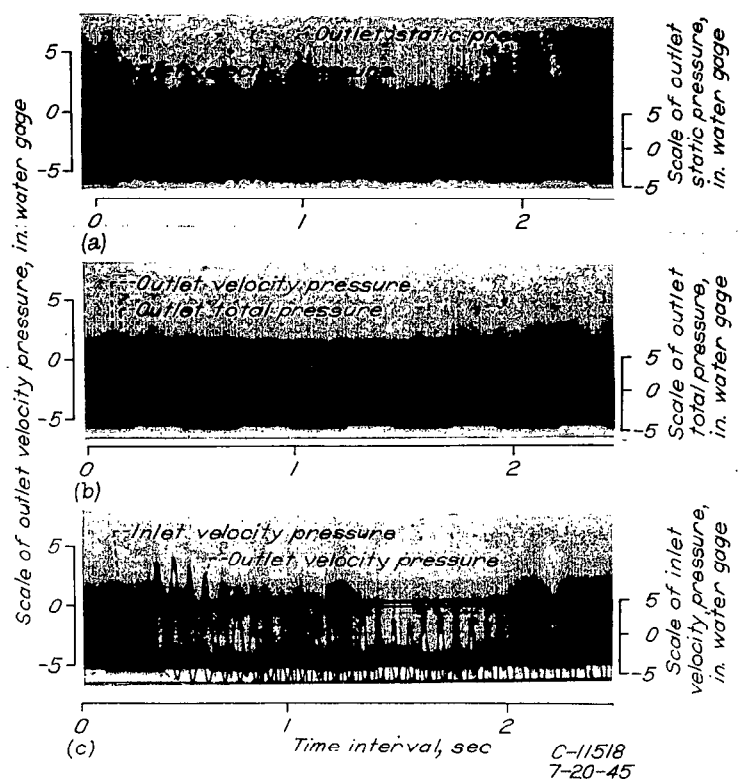 Scale of outlet velocity pressure, in. water gage
Outlet static
5
0
-5
5
0
-5
Scale of outlet
static pressure,
in. water gage
0
1
2
(a)
Outlet velocity pressure
Outlet total pressure
5
0
-5
5
0
-5
Scale of outlet
total pressure,
in. water gage
0
1
2
(b)
Inlet velocity pressure
Outlet velocity pressure
5
0
-5
5
0
-5
Scale of inlet
velocity pressure,
in. water gage
0
1
2
(c)
Time interval, sec
C-11518
7-20-45